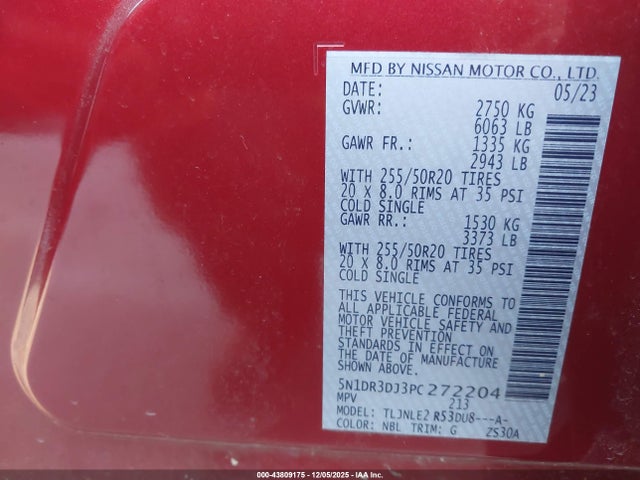 MFD BY NISSAN MOTOR CO., LTD.
DATE: 05/23
GVWR: 2750 KG
6063 LB
GAWR FR.: 1335 KG
2943 LB
WITH 255/50R20 TIRES
20 X 8.0 RIMS AT 35 PSI
COLD SINGLE
GAWR RR.: 1530 KG
3373 LB
WITH 255/50R20 TIRES
20 X 8.0 RIMS AT 35 PSI
COLD SINGLE
THIS VEHICLE CONFORMS TO
ALL APPLICABLE FEDERAL
MOTOR VEHICLE SAFETY AND
THEFT PREVENTION
STANDARDS IN EFFECT ON
THE DATE OF MANUFACTURE
SHOWN ABOVE.
5N1DR3DJ3PC272204
MPV 213
MODEL: TLJNLE2 R53DU8---A-
COLOR: NBL TRIM: G ZS30A
000-43809175 - 12/05/2025 - IAA Inc.